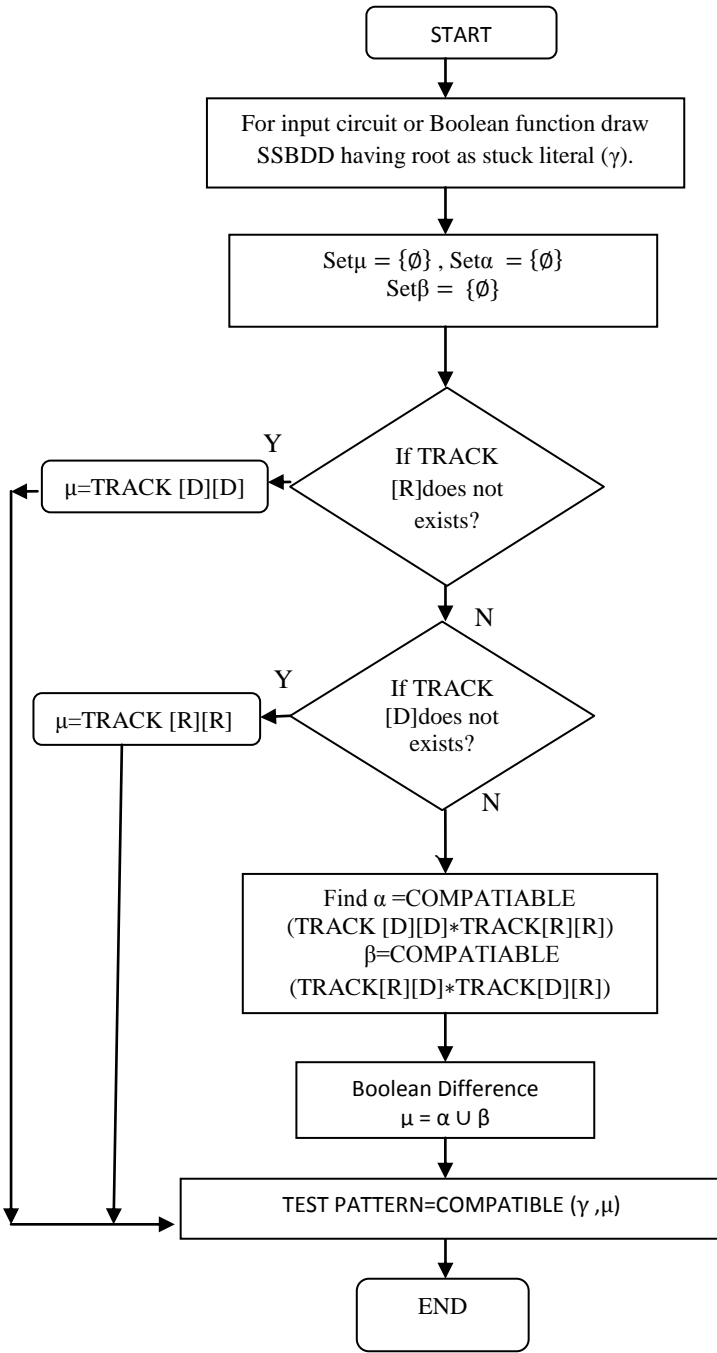 START
For input circuit or Boolean function draw
SSBDD having root as stuck literal (γ).
Setμ = {∅} , Setα = {∅}
Setβ = {∅}
Y
If TRACK
[R]does not
exists?
μ=TRACK [D][D]
N
Y
If TRACK
[D]does not
exists?
μ=TRACK [R][R]
N
Find α =COMPATIABLE
(TRACK [D][D]*TRACK[R][R])
β=COMPATIABLE
(TRACK[R][D]*TRACK[D][R])
Boolean Difference
μ = α ∪ β
TEST PATTERN=COMPATIBLE (γ ,μ)
END